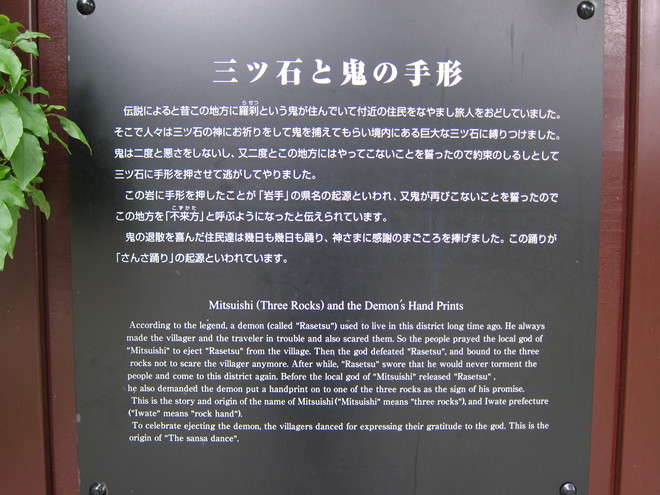 三ツ石と鬼の手形
伝説によると昔この地方に羅刹という鬼が住んでいて付近の住民をなやまし旅人をおどしていました。
らせつ
そこで人々は三ツ石の神にお祈りをして鬼を捕えてもらい境内にある巨大な三ツ石に縛りつけました。
鬼は二度と悪さをしないし、又二度とこの地方にはやってこないことを誓ったので約束のしるしとして
三ツ石に手形を押させて逃がしてやりました。
この岩に手形を押したことが「岩手」の県名の起源といわれ、又鬼が再びこないことを誓ったので
この地方を「不来方」と呼ぶようになったと伝えられています。
こずかた
鬼の退散を喜んだ住民達は幾日も幾日も踊り、神さまに感謝のまごころを捧げました。この踊りが
「さんさ踊り」の起源といわれています。
Mitsuishi (Three Rocks) and the Demon's Hand Prints
According to the legend, a demon (called "Rasetsu") used to live in this district long time ago. He always
made the villager and the traveler in trouble and also scared them. So the people prayed the local god of
"Mitsuishi" to eject "Rasetsu" from the village. Then the god defeated "Rasetsu", and bound to the three
rocks not to scare the villager anymore. After while, "Rasetsu" swore that he would never torment the
people and come to this district again. Before the local god of "Mitsuishi" released "Rasetsu" ,
he also demanded the demon put a handprint on to one of the three rocks as the sign of his promise.
This is the story and origin of the name of Mitsuishi ("Mitsuishi" means "three rocks"), and Iwate prefecture
("Iwate" means "rock hand").
To celebrate ejecting the demon, the villagers danced for expressing their gratitude to the god. This is the
origin of "The sansa dance".